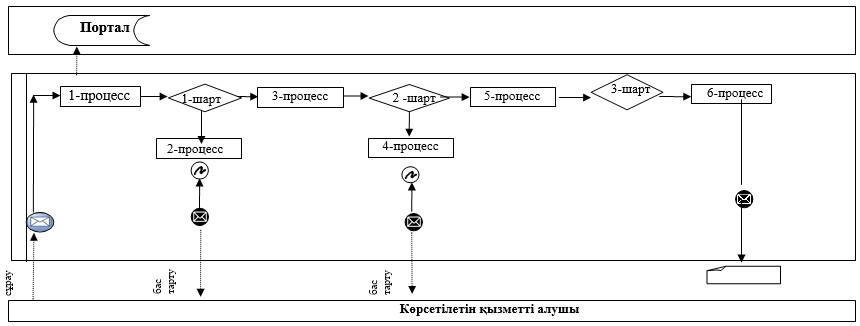 Портал
1-процесс
1-шарт
3-процесс
2 -шарт
5-процесс
3-шарт
6-процесс
2-процесс
4-процесс
сұрау
бас
тарту
бас
тарту
Көрсетілетін қызметті алушы